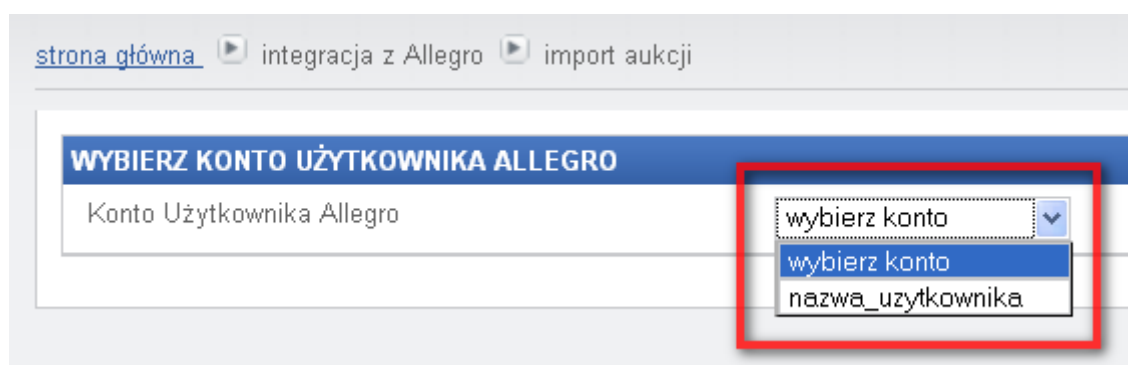 strona główna integracja z Allegro import aukcji
WYBIERZ KONTO UŻYTKOWNIKA ALLEGRO
Konto Użytkownika Allegro
wybierz konto
wybierz konto
nazwa_uzytkownika